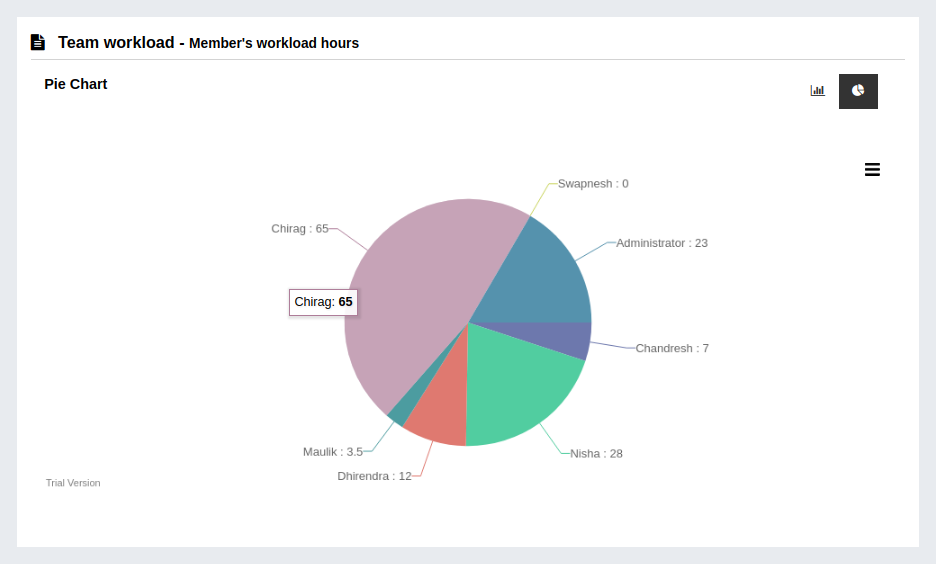 Team workload - Member's workload hours
Pie Chart
Swapnesh : 0
Chirag : 65
Administrator : 23
Chirag: 65
Chandresh : 7
Maulik : 3.5
Nisha : 28
Dhirendra : 12
Trial Version